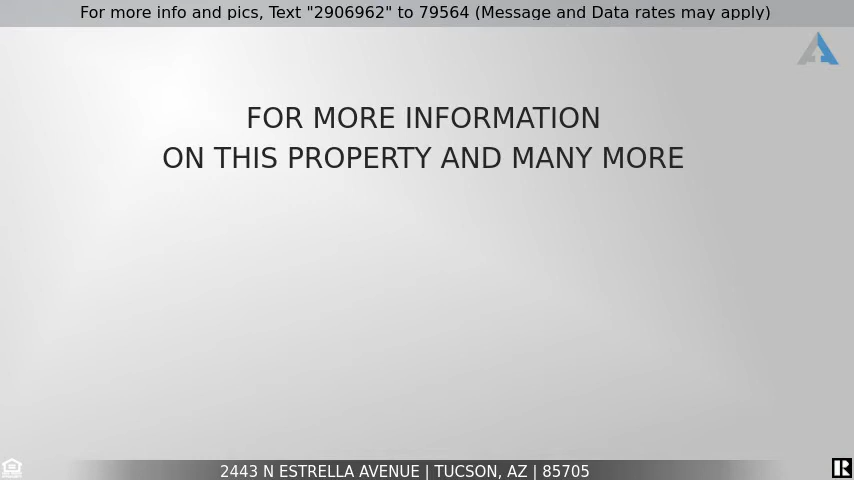 For more info and pics, Text "2906962" to 79564 (Message and Data rates may apply)
FOR MORE INFORMATION
ON THIS PROPERTY AND MANY MORE
2443 N ESTRELLA AVENUE | TUCSON, AZ | 85705